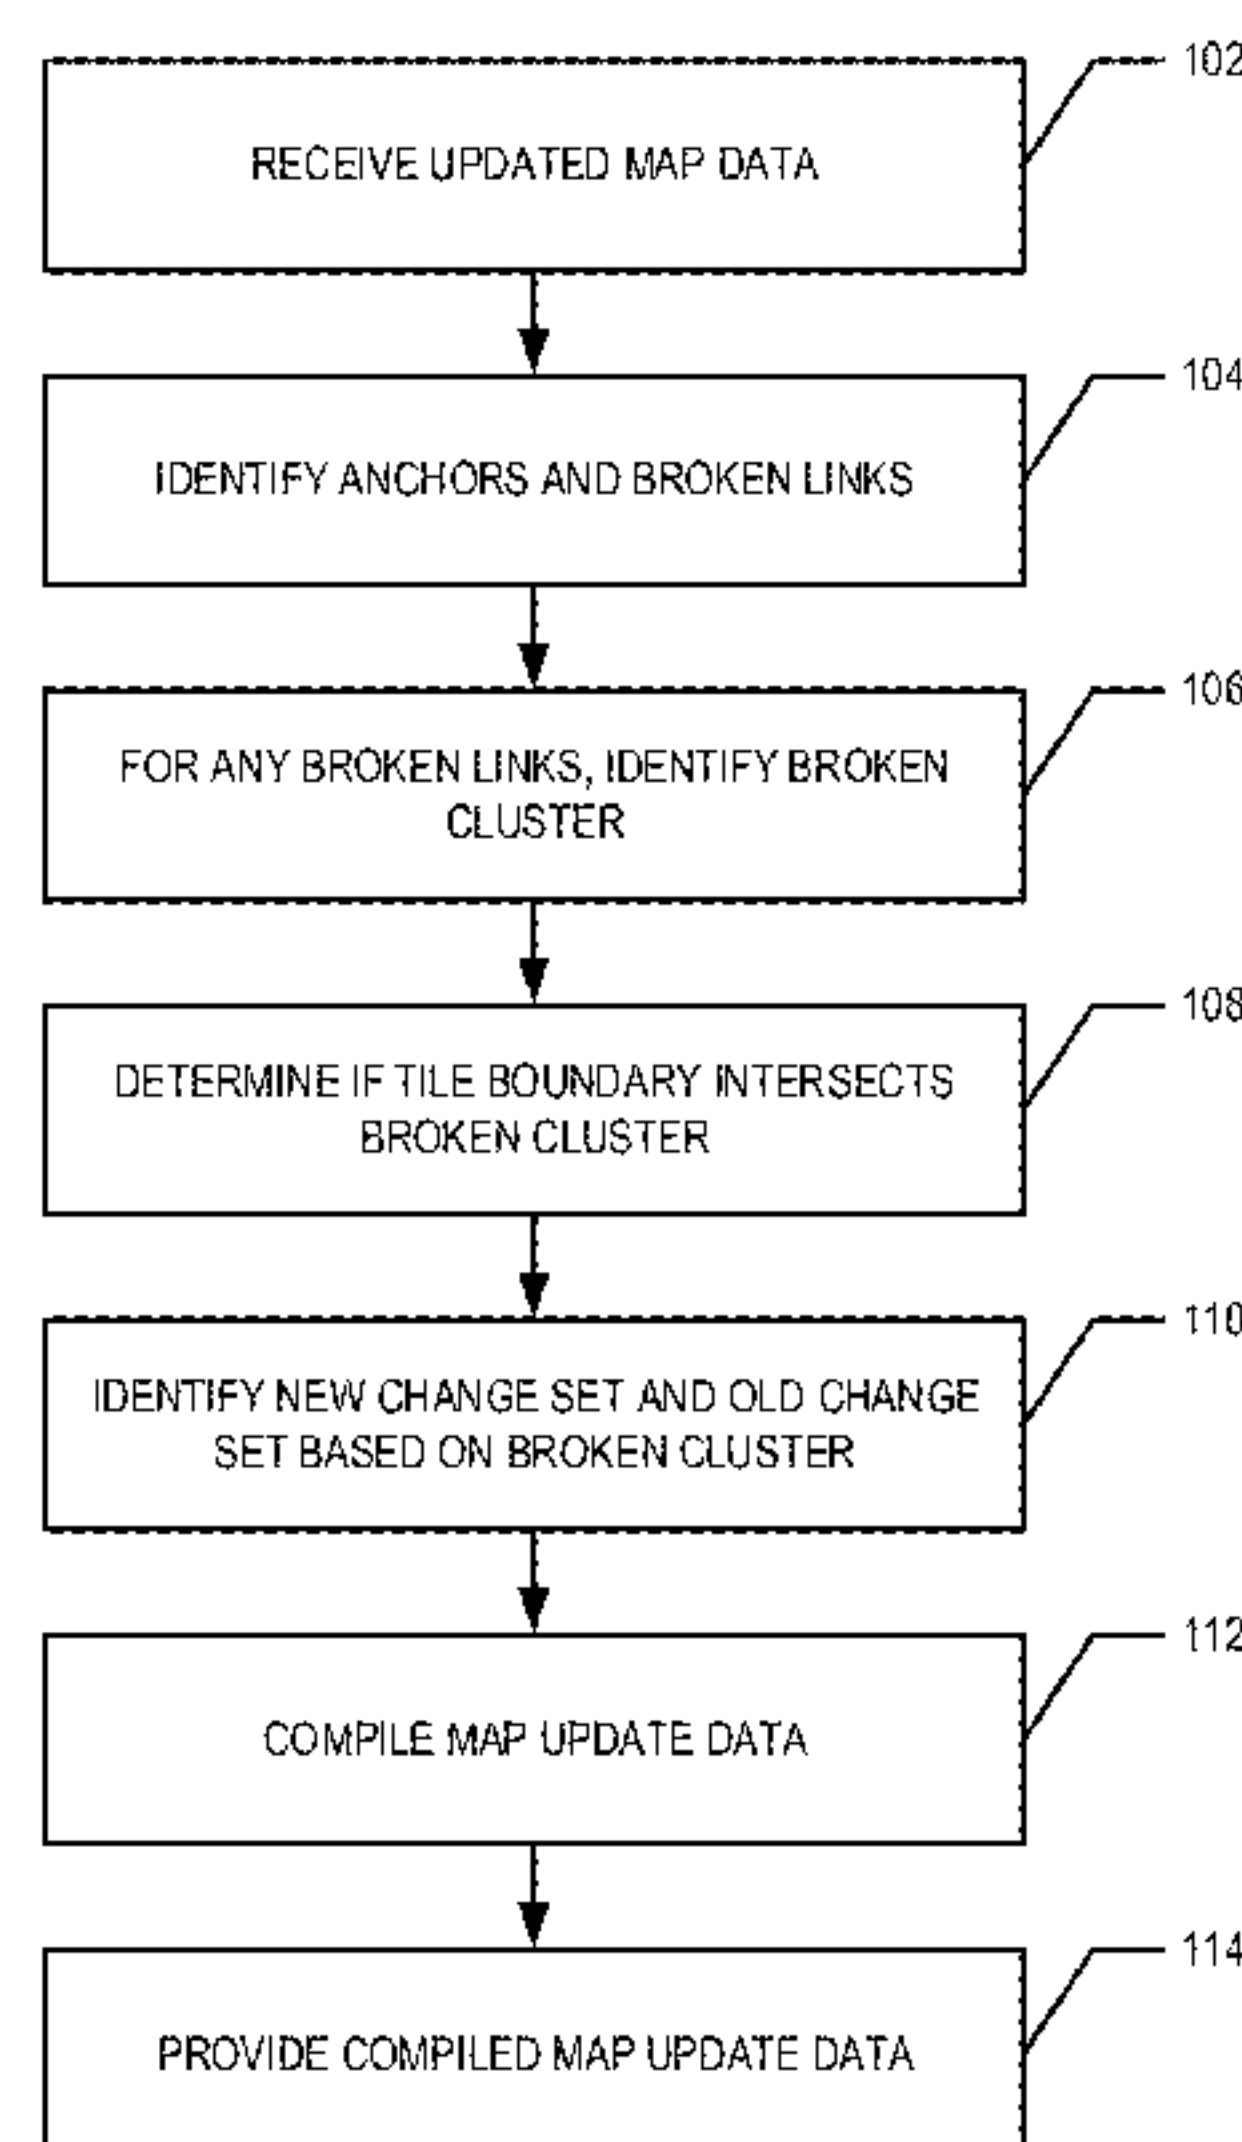 102
RECEIVE UPDATED MAP DATA
104
IDENTIFY ANCHORS AND BROKEN LINKS
106
FOR ANY BROKEN LINKS, IDENTIFY BROKEN
CLUSTER
108
DETERMINE IF TILE BOUNDARY INTERSECTS
BROKEN CLUSTER
110
IDENTIFY NEW CHANGE SET AND OLD CHANGE
SET BASED ON BROKEN CLUSTER
112
COMPILE MAP UPDATE DATA
114
PROVIDE COMPILED MAP UPDATE DATA